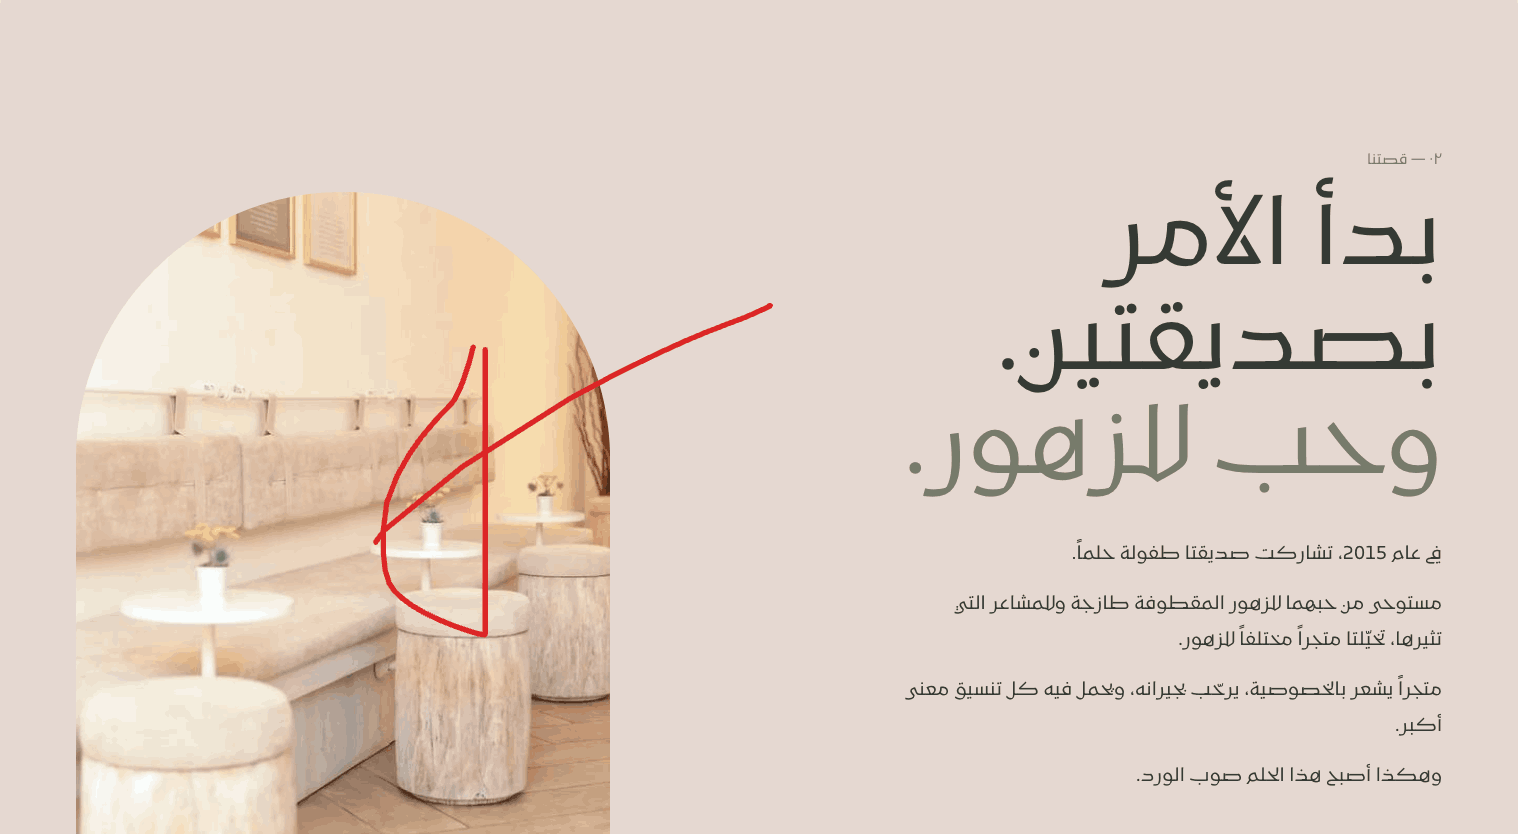 ٠٢ — قصتنا
بدأ الأمر
بصديقتين.
وحب للزهور.
في عام 2015، تشاركت صديقتا طفولة حلماً.
مستوحى من حبهما للزهور المقطوفة طازجة وللمشاعر التي
تثيرها، تخيّلتا متجراً مختلفاً للزهور.
متجراً يشعر بالخصوصية، يرحّب بجيرانه، ويحمل فيه كل تنسيق معنى
أكبر.
وهكذا أصبح هذا الحلم صوب الورد.